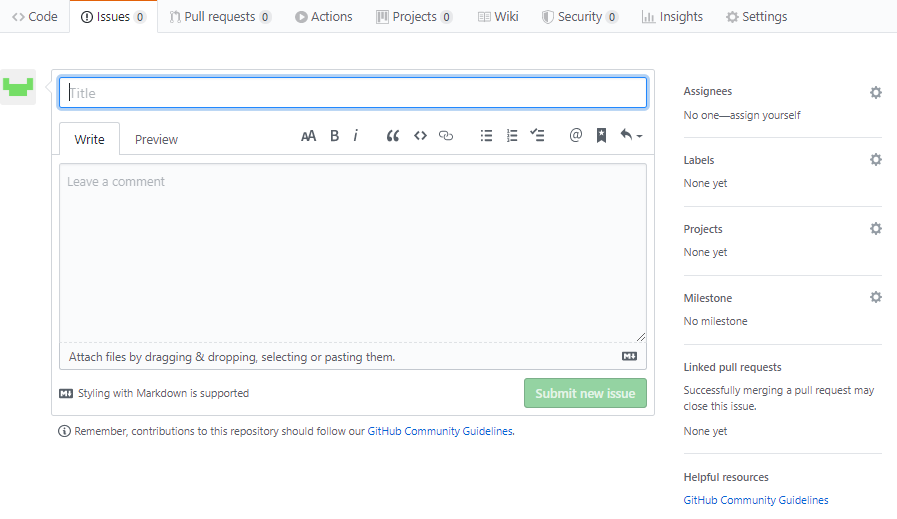 Code Issues 0 Pull requests 0 Actions Projects 0 Wiki Security 0 Insights Settings
Title
Write Preview AA B i @
Leave a comment
Attach files by dragging & dropping, selecting or pasting them.
Styling with Markdown is supported
Submit new issue
Remember, contributions to this repository should follow our GitHub Community Guidelines.
Assignees
No one—assign yourself
Labels
None yet
Projects
None yet
Milestone
No milestone
Linked pull requests
Successfully merging a pull request may
close this issue.
None yet
Helpful resources
GitHub Community Guidelines